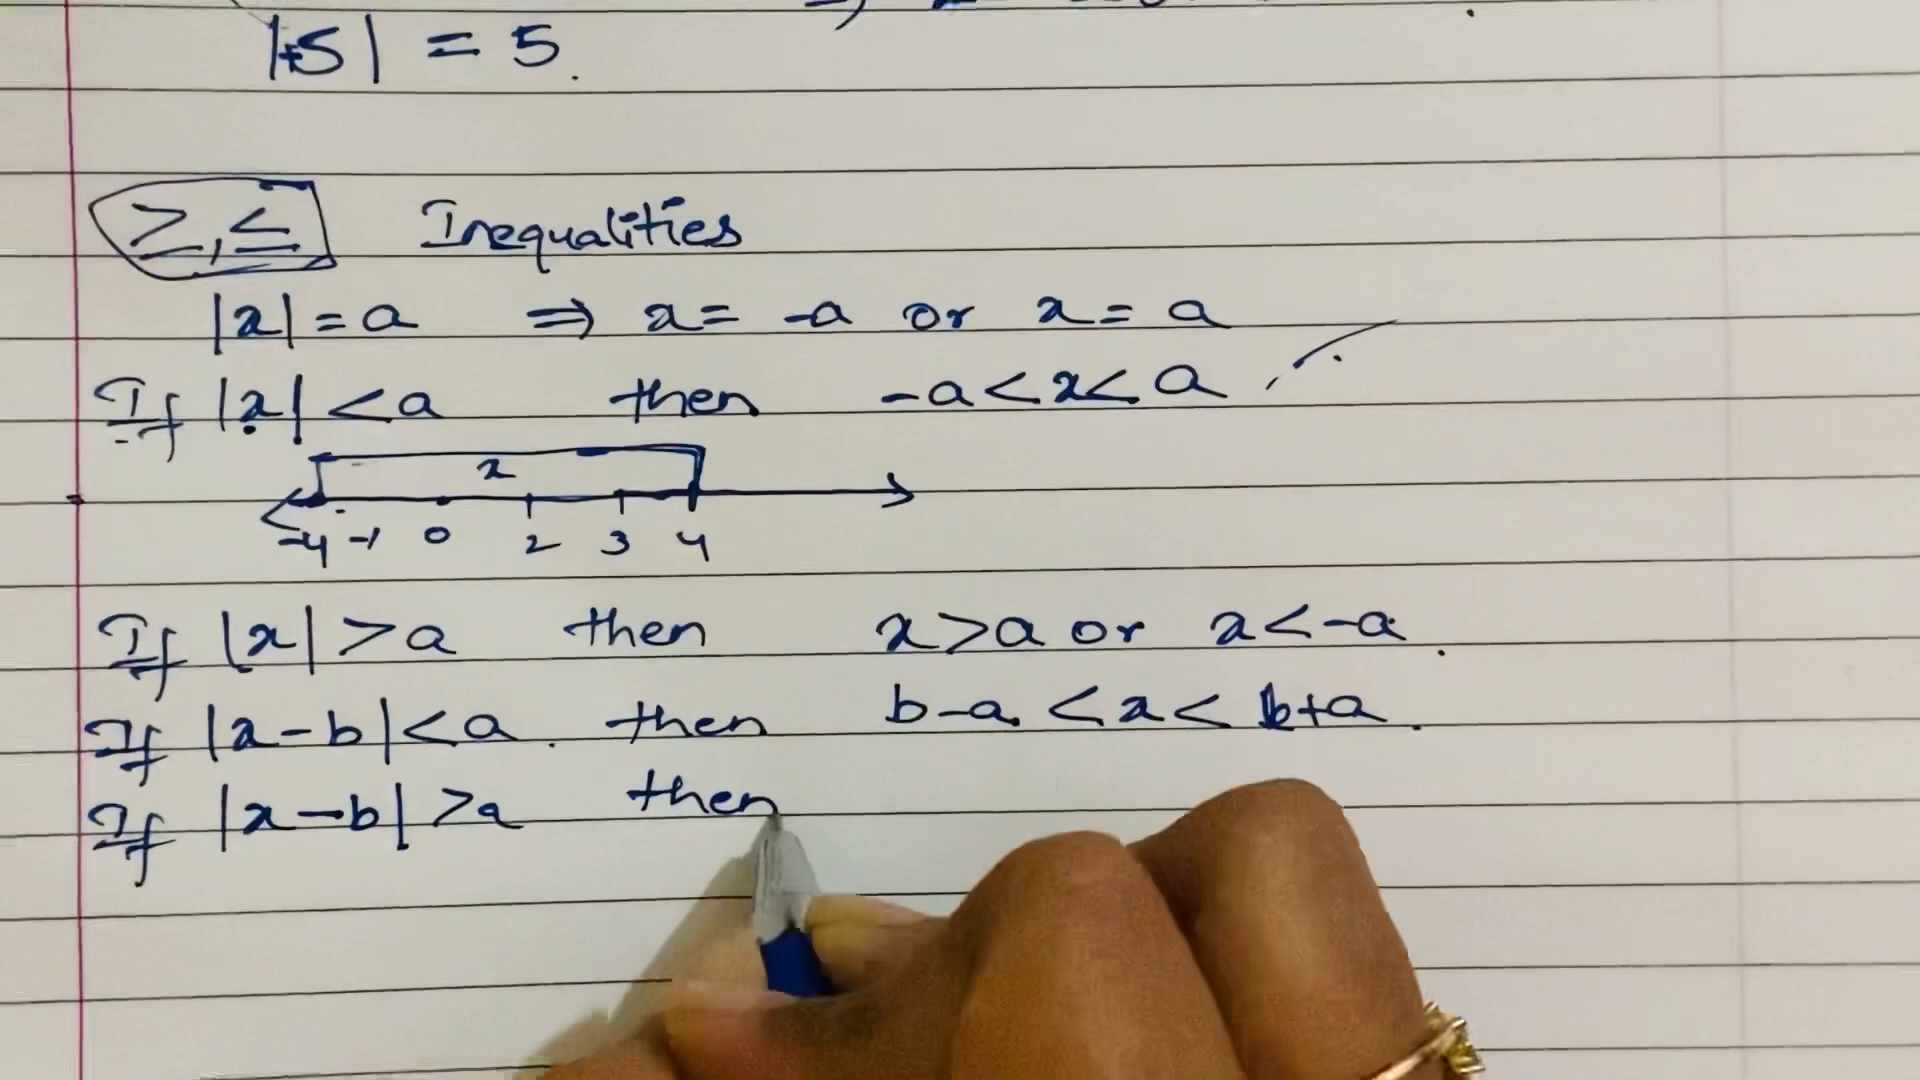 |+5| = 5.
≥, ≤ Inequalities
|x| = a ⇒ x = -a or x = a
If |x| < a then -a < x < a
x
-4 -1 0 2 3 4
If |x| > a then x > a or x < -a.
If |x - b| < a. then b - a < x < b + a.
If |x - b| > a then